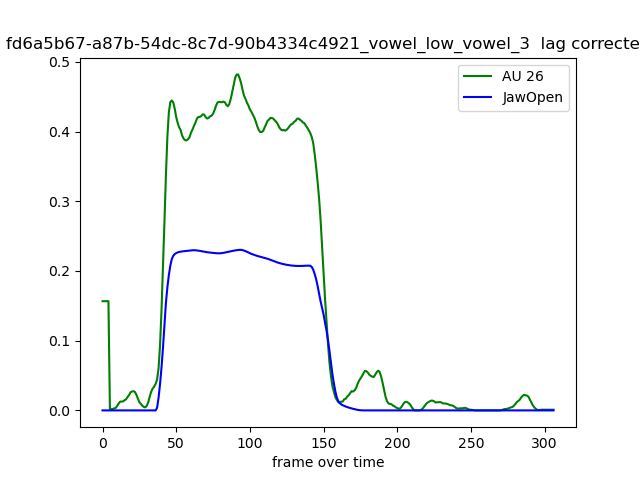 fd6a5b67-a87b-54dc-8c7d-90b4334c4921_vowel_low_vowel_3  lag correcte
AU 26
JawOpen
0.5
0.4
0.3
0.2
0.1
0.0
0 50 100 150 200 250 300
frame over time